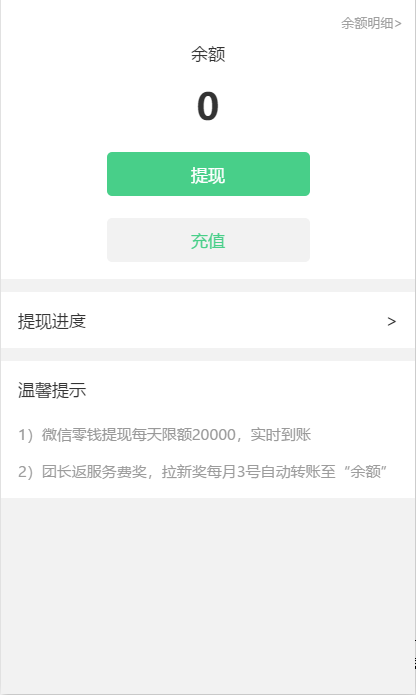 余额明细>
余额
0
提现
充值
提现进度 >
温馨提示
1）微信零钱提现每天限额20000，实时到账
2）团长返服务费奖，拉新奖每月3号自动转账至“余额”